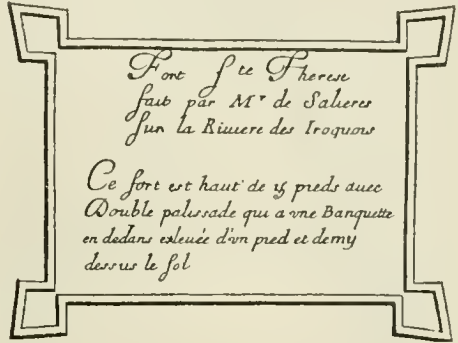 Fort Ste Therese
fait par Mr de Salieres
sur la Riuiere des Iroquois
Ce fort est haut de 15 pieds auec
Double palissade qui a vne Banquette
en dedans esleuée d'vn pied et demy
dessus le sol